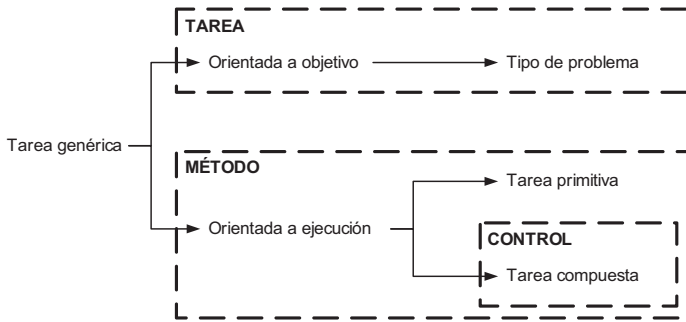 TAREA
Orientada a objetivo
Tipo de problema
Tarea genérica
MÉTODO
Tarea primitiva
Orientada a ejecución
CONTROL
Tarea compuesta